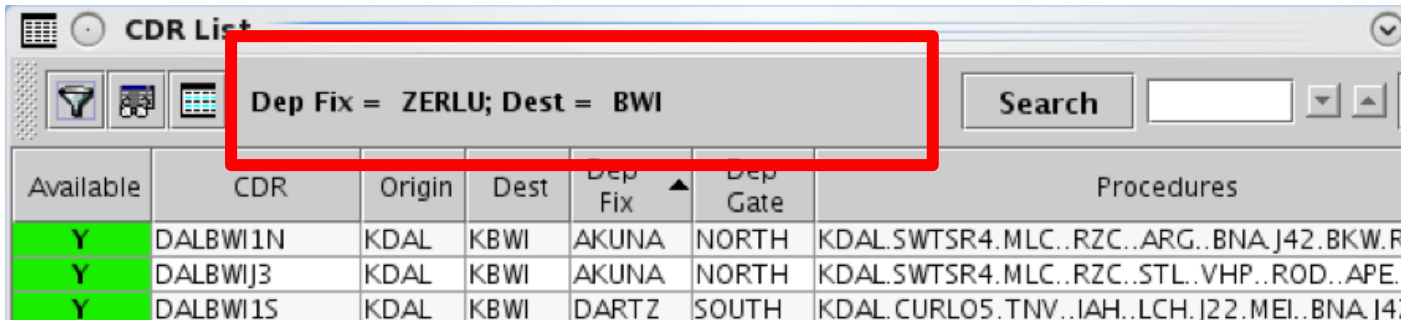 CDR List
Dep Fix = ZERLU; Dest = BWI
Search
Available CDR Origin Dest Dep Fix Dep Gate Procedures
Y DALBWI1N KDAL KBWI AKUNA NORTH KDAL.SWTSR4.MLC..RZC..ARG..BNA.J42.BKW.R
Y DALBWIJ3 KDAL KBWI AKUNA NORTH KDAL.SWTSR4.MLC..RZC..STL..VHP..ROD..APE.
Y DALBWI1S KDAL KBWI DARTZ SOUTH KDAL.CURLO5.TNV..IAH..LCH.J22.MEI..BNA.J42